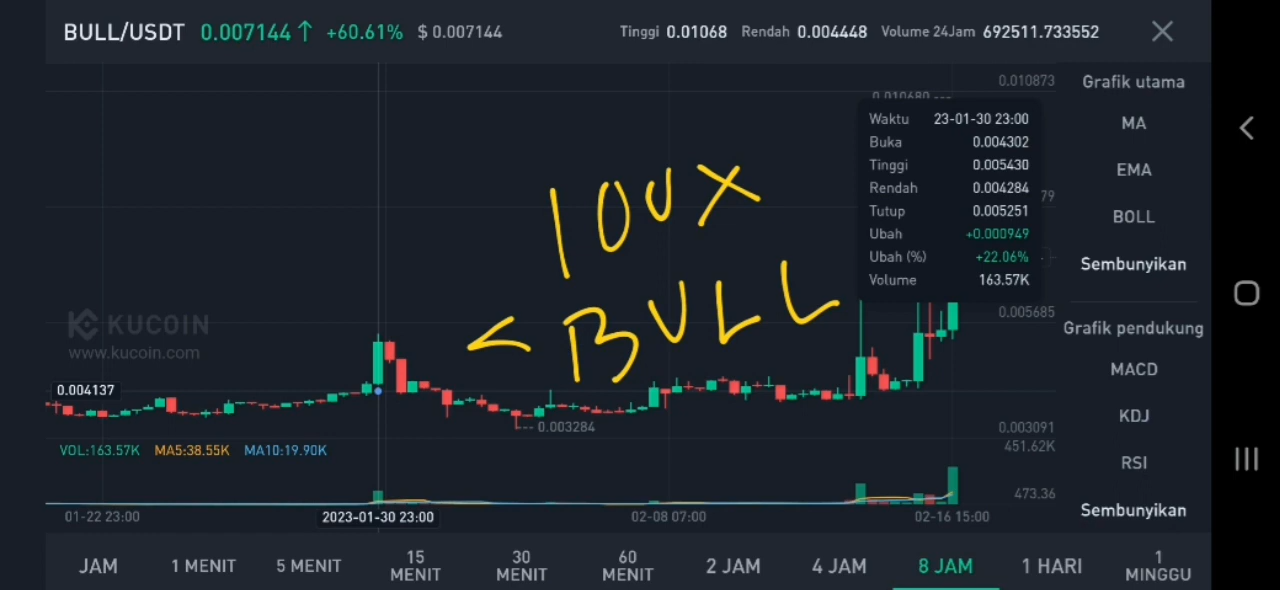 BULL/USDT 0.007144↑ +60.61% $ 0.007144 Tinggi 0.01068 Rendah 0.004448 Volume 24Jam 692511.733552
0.010873
0.010680
Waktu 23-01-30 23:00
Buka 0.004302
Tinggi 0.005430
Rendah 0.004284
Tutup 0.005251
Ubah +0.000949
Ubah (%) +22.06%
Volume 163.57K
79
100X
< BULL
KUCOIN
www.kucoin.com
0.005685
0.004137
0.003284
0.003091
VOL:163.57K MA5:38.55K MA10:19.90K
451.62K
473.36
01-22 23:00 2023-01-30 23:00 02-08 07:00 02-16 15:00
Grafik utama
MA
EMA
BOLL
Sembunyikan
Grafik pendukung
MACD
KDJ
RSI
Sembunyikan
JAM 1 MENIT 5 MENIT 15 MENIT 30 MENIT 60 MENIT 2 JAM 4 JAM 8 JAM 1 HARI 1 MINGGU